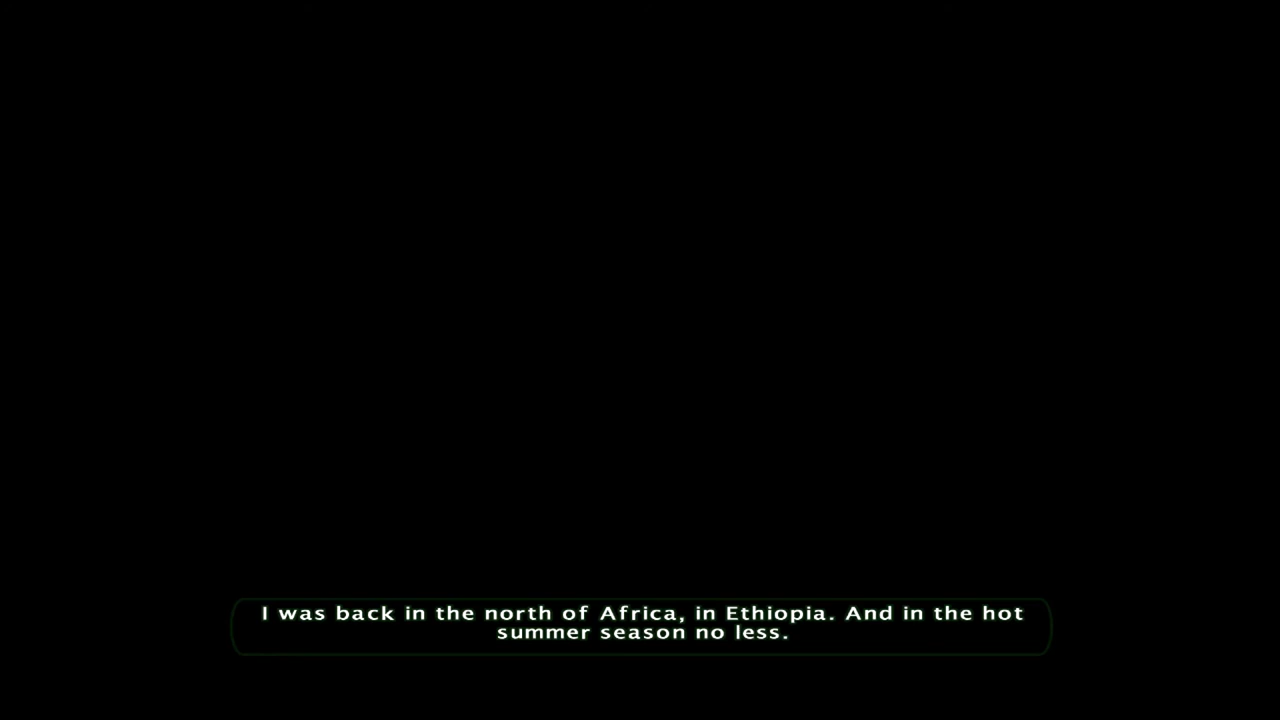 I was back in the north of Africa, in Ethiopia. And in the hot
summer season no less.